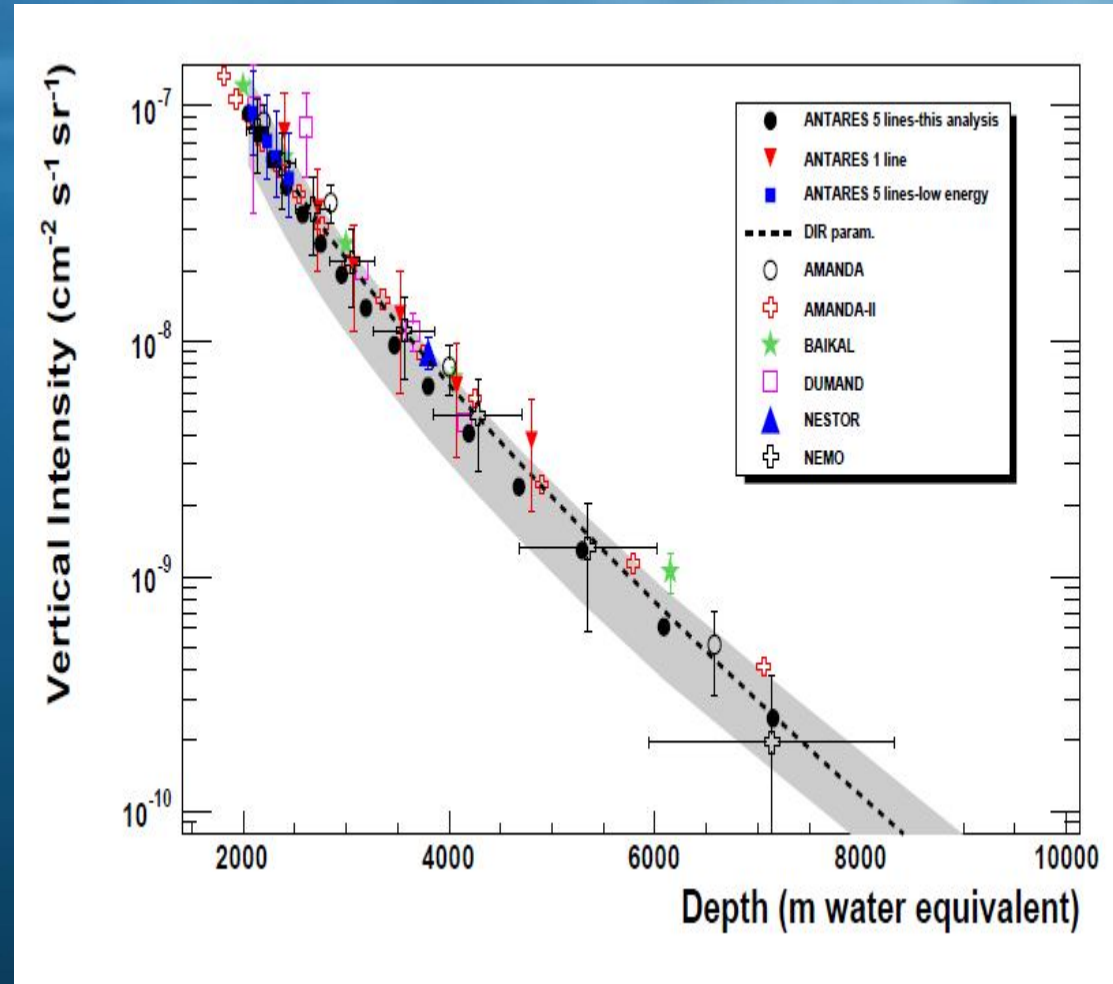 Vertical Intensity (cm⁻² s⁻¹ sr⁻¹)
10⁻⁷
10⁻⁸
10⁻⁹
10⁻¹⁰
ANTARES 5 lines-this analysis
ANTARES 1 line
ANTARES 5 lines-low energy
DIR param.
AMANDA
AMANDA-II
BAIKAL
DUMAND
NESTOR
NEMO
2000 4000 6000 8000 10000
Depth (m water equivalent)